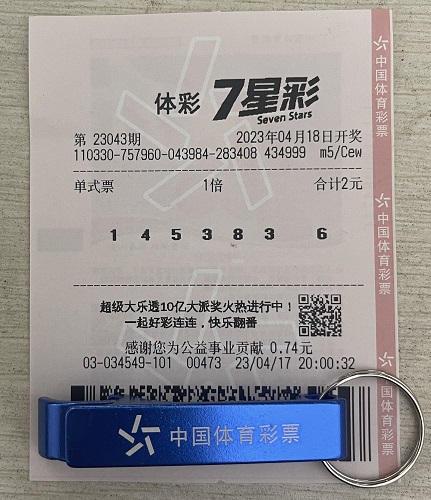 体彩 7星彩
Seven Stars
第 23043期 2023年04月18日开奖
110330-757960-043984-283408 434999 m5/Cew
单式票 1倍 合计2元
1 4 5 3 8 3 6
超级大乐透10亿大派奖火热进行中！
一起好彩连连，快乐翻番
感谢您为公益事业贡献 0.74元
03-034549-101 00473 23/04/17 20:00:32
中国体育彩票
中国体育彩票
中国体育彩票
中国体育彩票